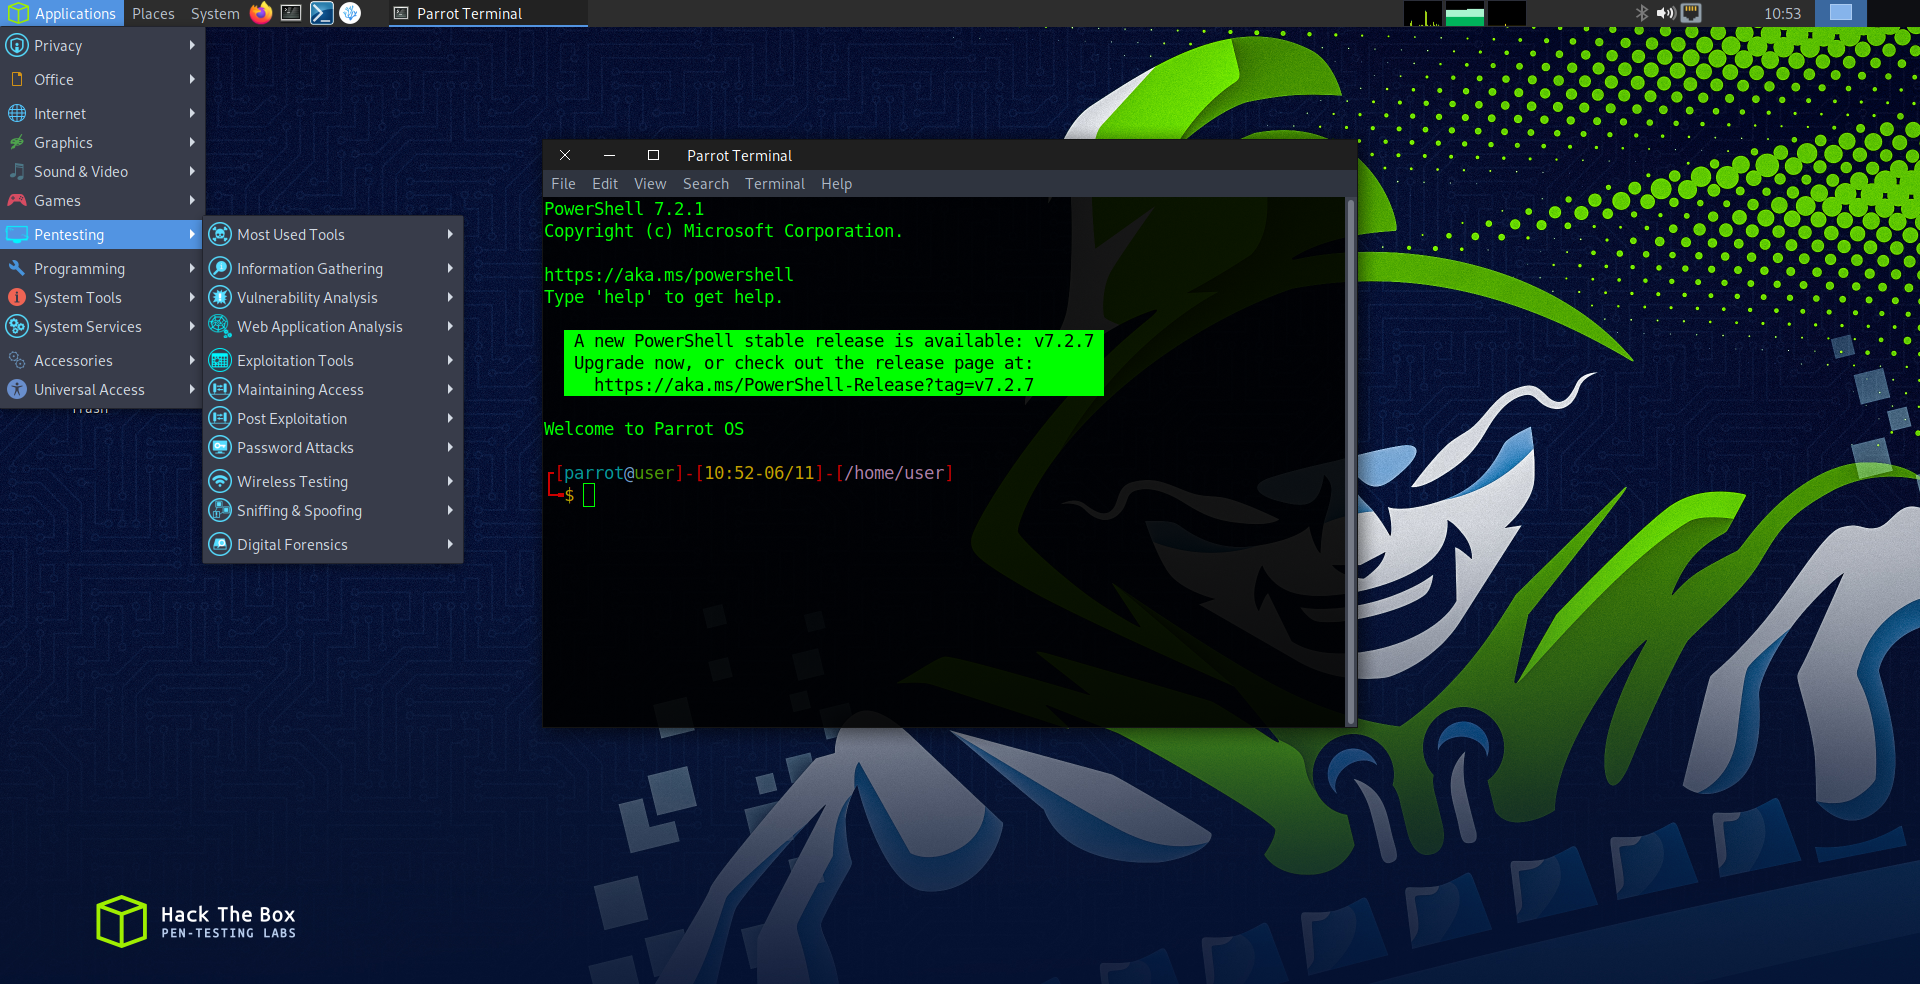 Applications Places System Parrot Terminal 10:53
Privacy
Office
Internet
Graphics
Sound & Video
Games
Pentesting
Programming
System Tools
System Services
Accessories
Universal Access
Trash
Most Used Tools
Information Gathering
Vulnerability Analysis
Web Application Analysis
Exploitation Tools
Maintaining Access
Post Exploitation
Password Attacks
Wireless Testing
Sniffing & Spoofing
Digital Forensics
Parrot Terminal
File Edit View Search Terminal Help
PowerShell 7.2.1
Copyright (c) Microsoft Corporation.
https://aka.ms/powershell
Type 'help' to get help.
A new PowerShell stable release is available: v7.2.7
Upgrade now, or check out the release page at:
https://aka.ms/PowerShell-Release?tag=v7.2.7
Welcome to Parrot OS
┌[parrot@user]-[10:52-06/11]-[/home/user]
└╼$
Hack The Box
PEN-TESTING LABS